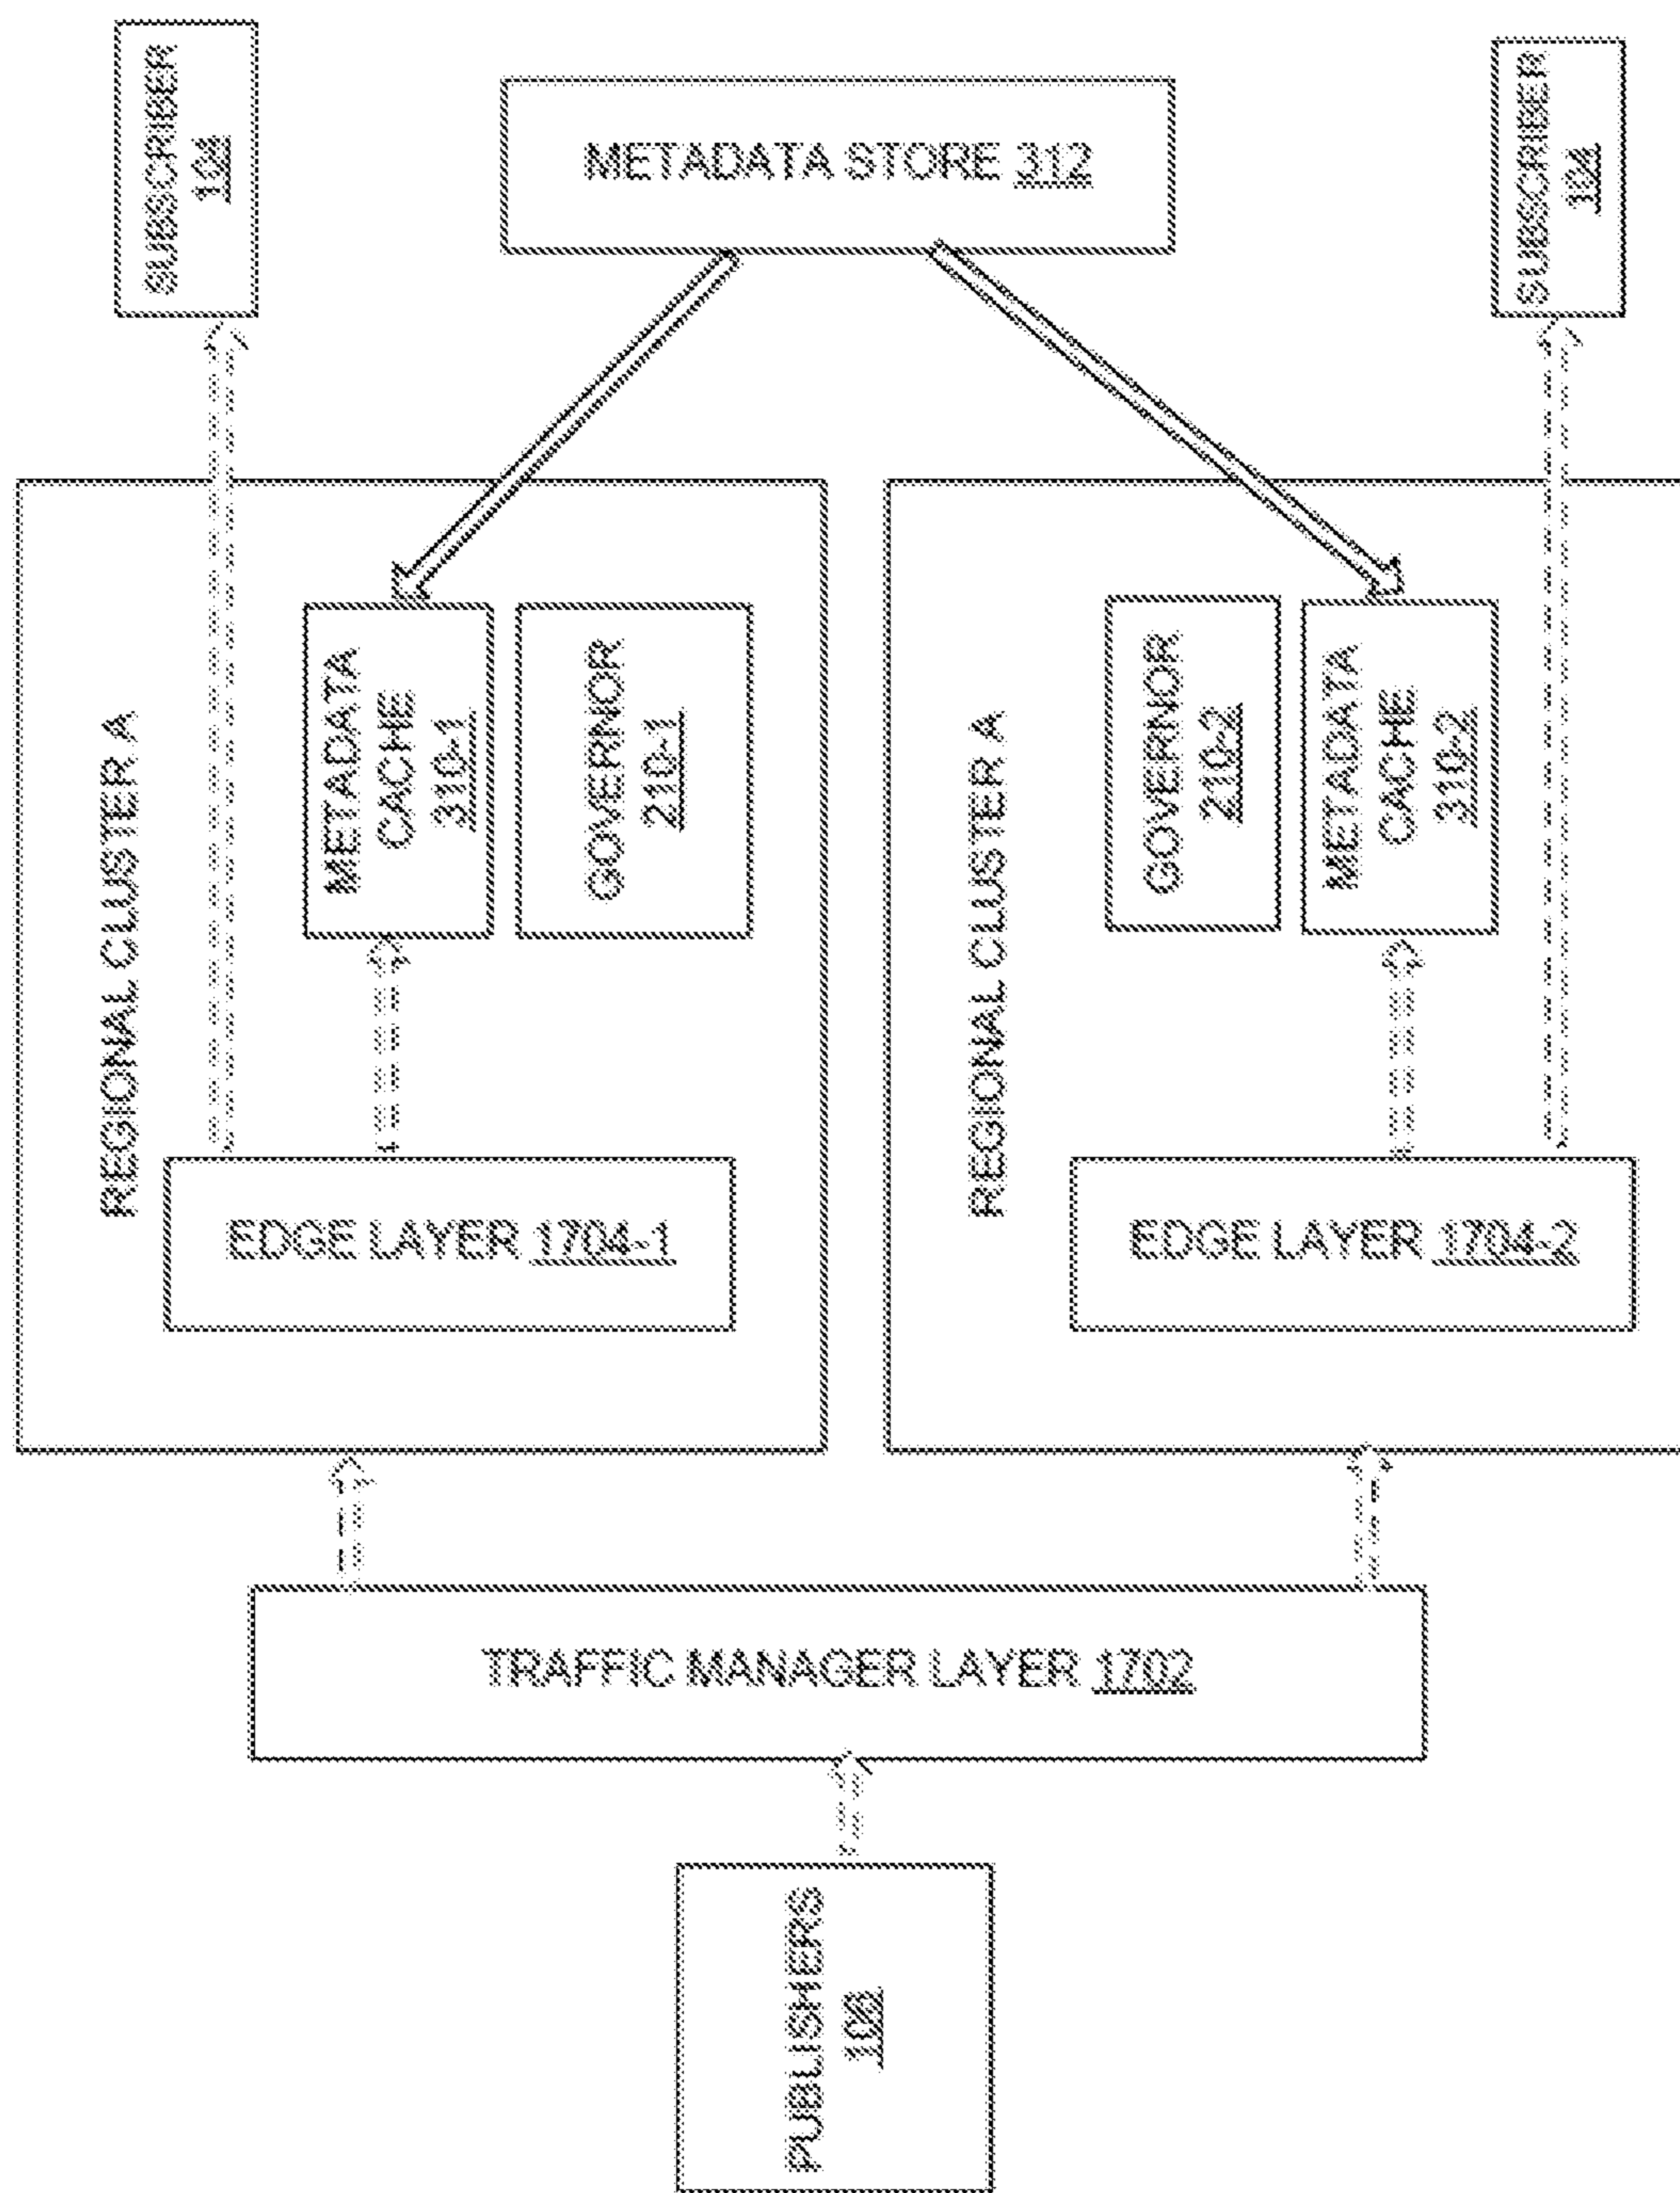 SUBSCRIBER
104
METADATA STORE 312
SUBSCRIBER
104
REGIONAL CLUSTER A
METADATA
CACHE
310-1
GOVERNOR
210-1
EDGE LAYER 1704-1
REGIONAL CLUSTER A
GOVERNOR
210-2
METADATA
CACHE
310-2
EDGE LAYER 1704-2
TRAFFIC MANAGER LAYER 1702
PUBLISHERS